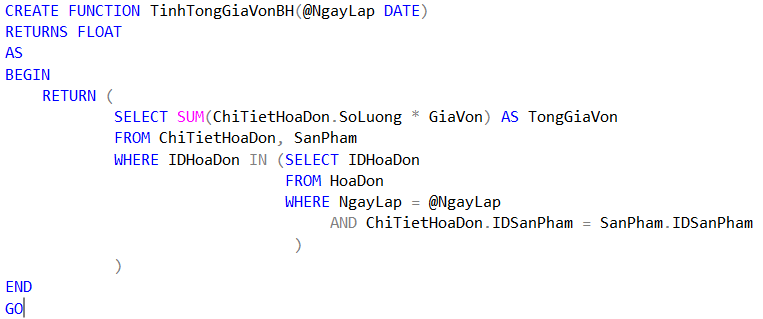 CREATE FUNCTION TinhTongGiaVonBH(@NgayLap DATE)
RETURNS FLOAT
AS
BEGIN
    RETURN (
            SELECT SUM(ChiTietHoaDon.SoLuong * GiaVon) AS TongGiaVon
            FROM ChiTietHoaDon, SanPham
            WHERE IDHoaDon IN (SELECT IDHoaDon
                               FROM HoaDon
                               WHERE NgayLap = @NgayLap
                                    AND ChiTietHoaDon.IDSanPham = SanPham.IDSanPham
                                )
            )
END
GO